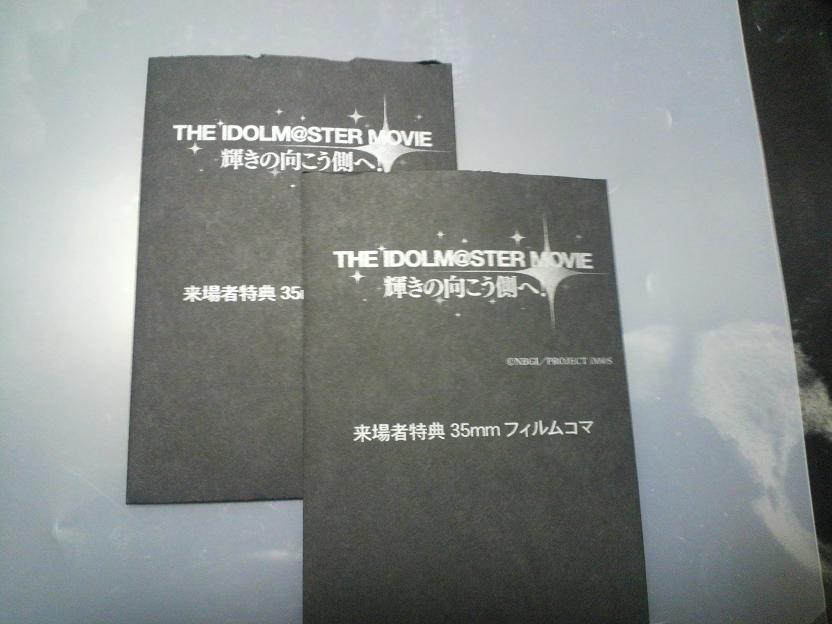 THE IDOLM@STER MOVIE
輝きの向こう側へ!
来場者特典 35m
THE IDOLM@STER MOVIE
輝きの向こう側へ!
©NBGI/PROJECT iM@S
来場者特典 35mm フィルムコマ